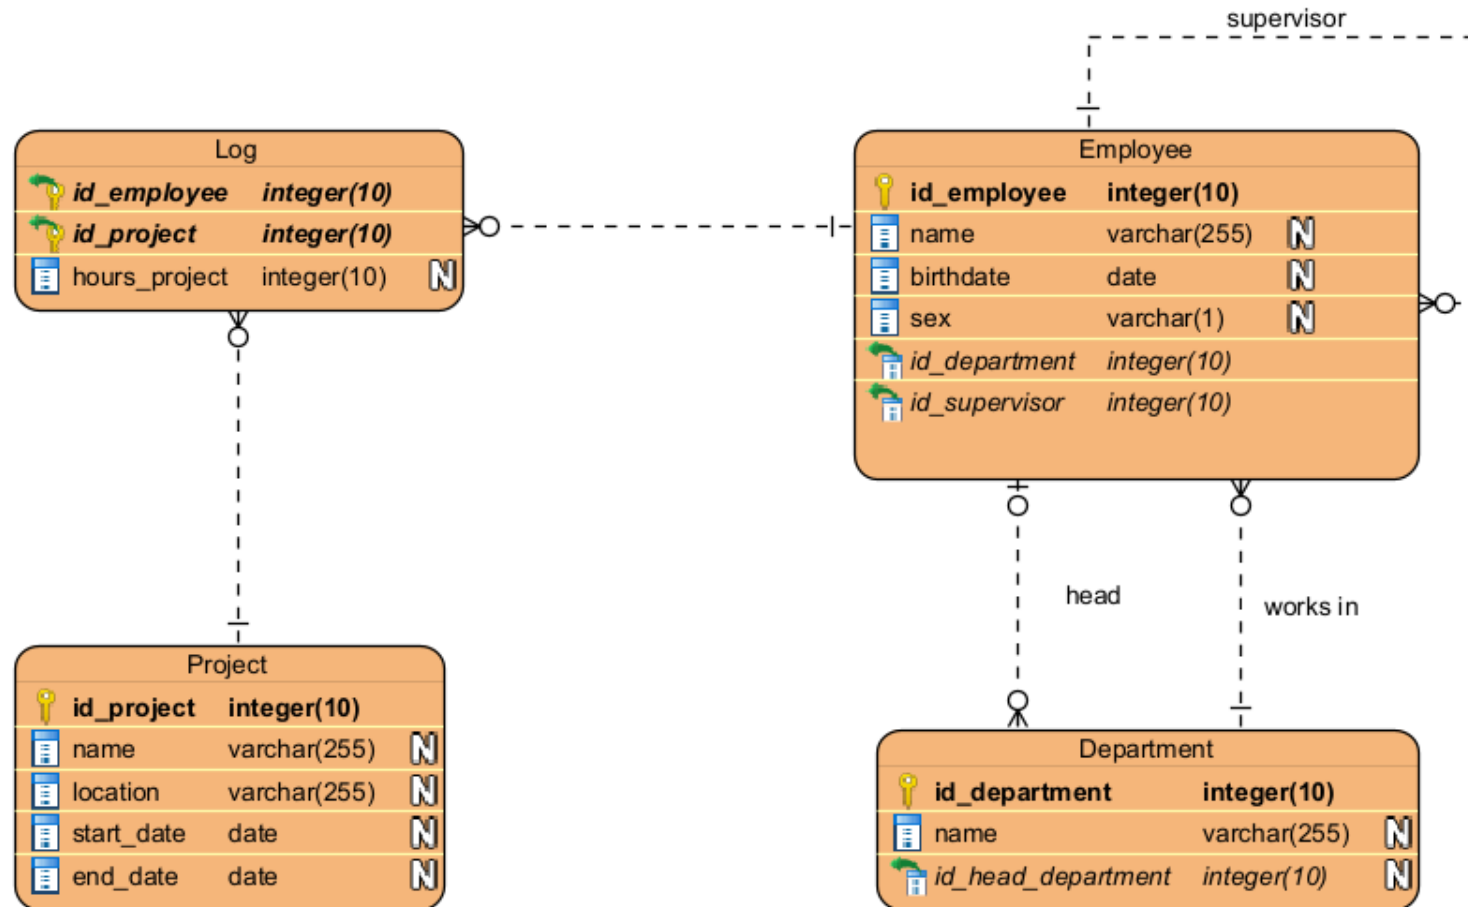 supervisor
Log
id_employee integer(10)
id_project integer(10)
hours_project integer(10) N
Employee
id_employee integer(10)
name varchar(255) N
birthdate date N
sex varchar(1) N
id_department integer(10)
id_supervisor integer(10)
head
works in
Project
id_project integer(10)
name varchar(255) N
location varchar(255) N
start_date date N
end_date date N
Department
id_department integer(10)
name varchar(255) N
id_head_department integer(10) N